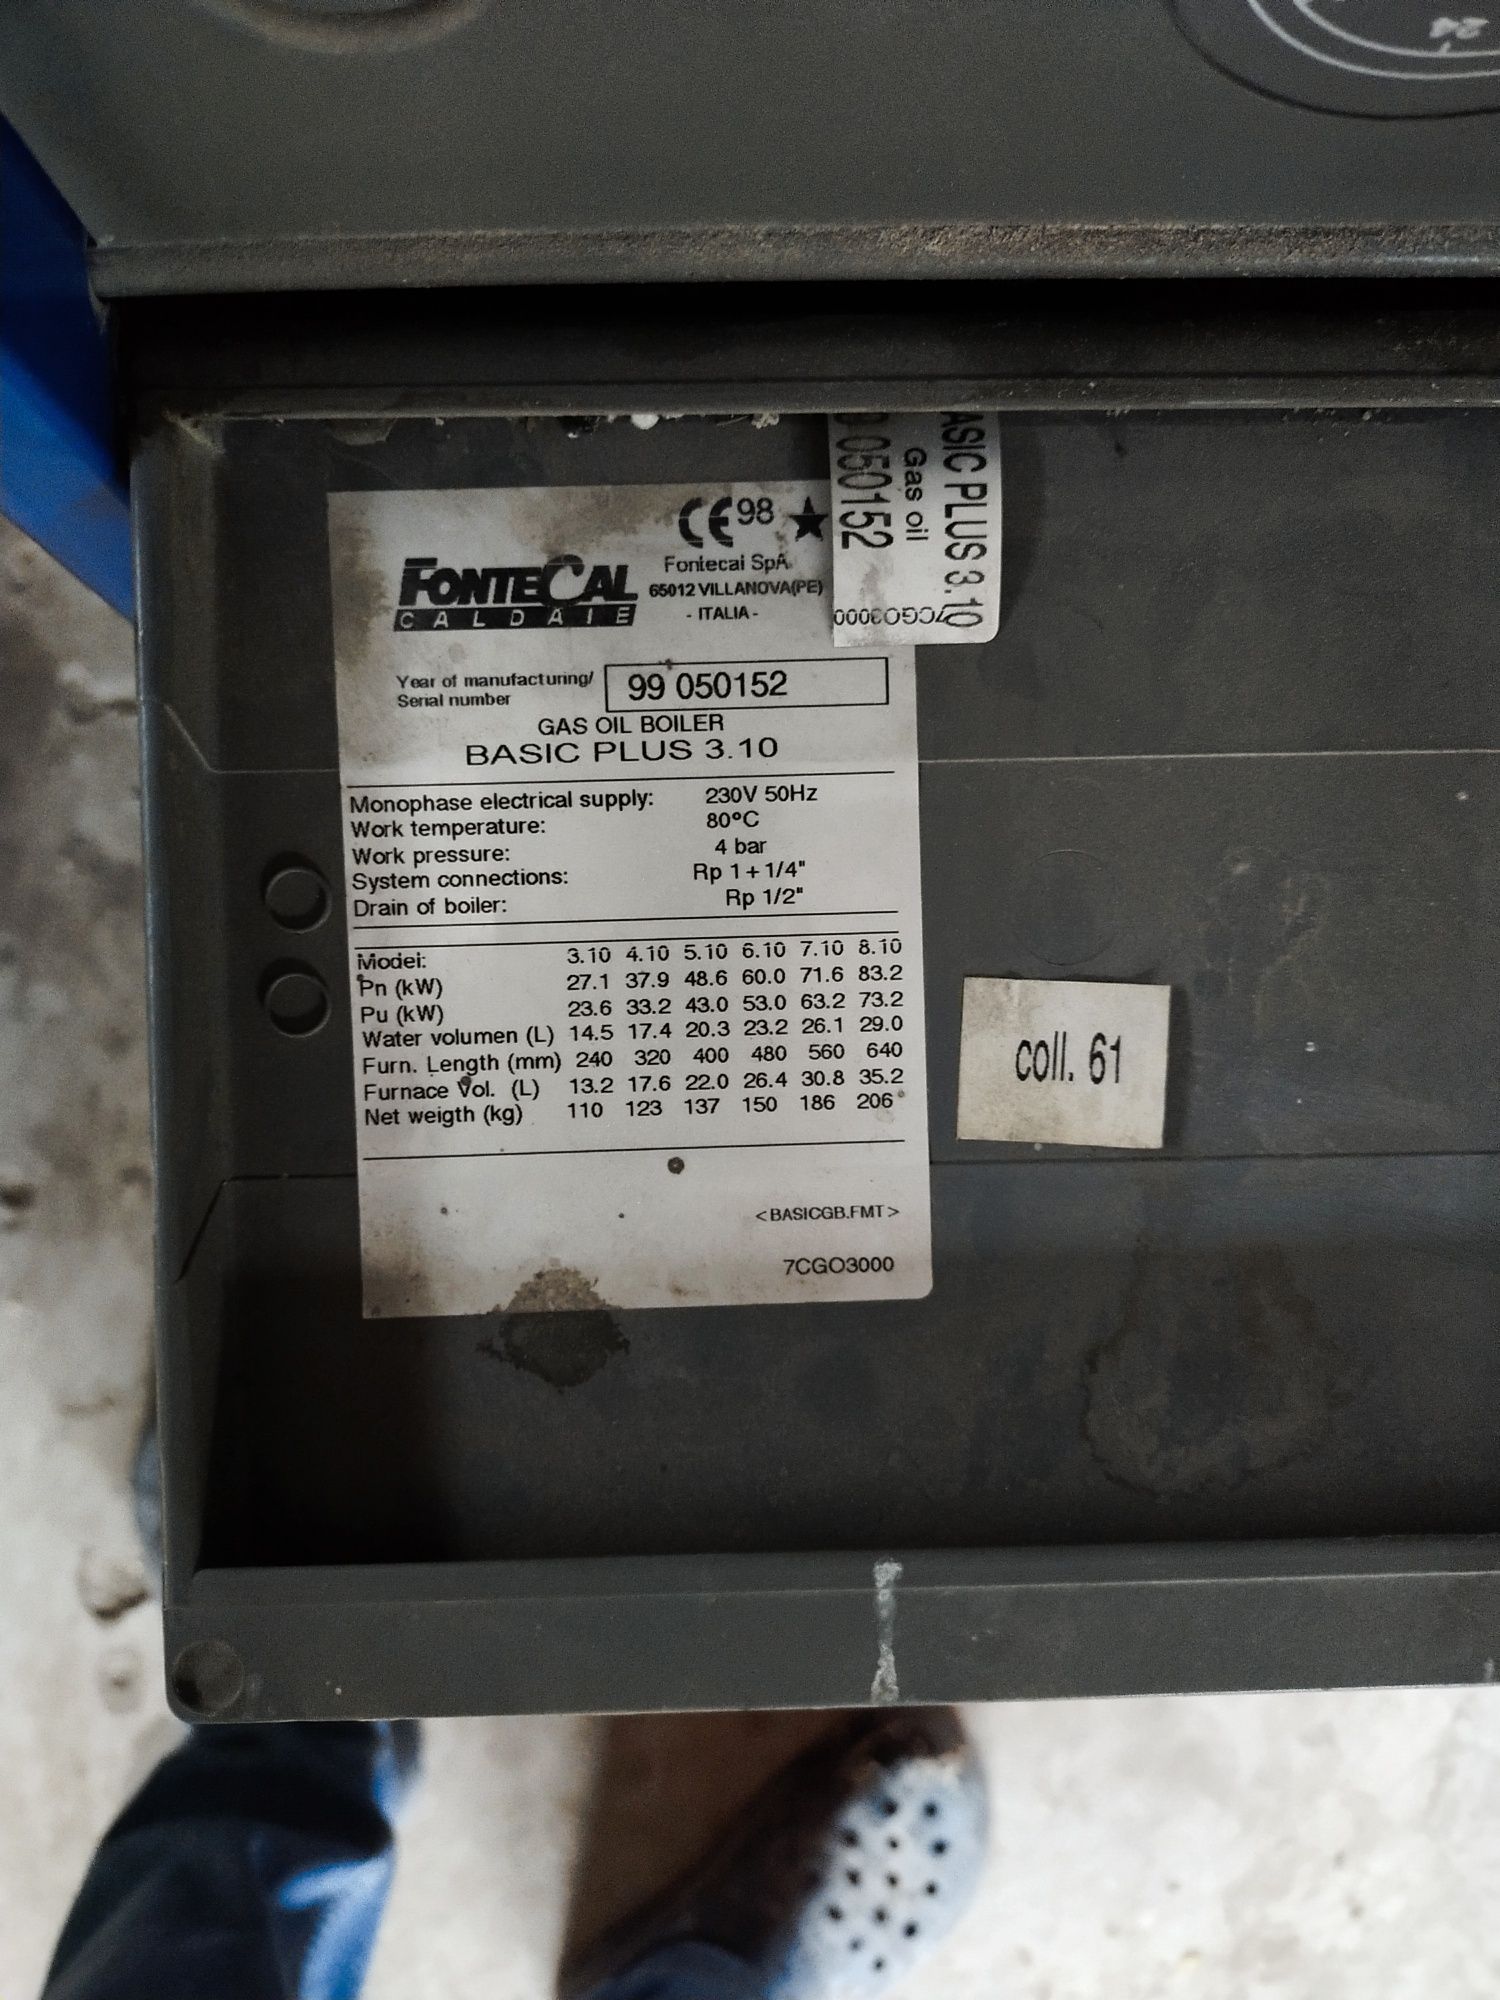 24
ASIC PLUS 3.10
Gas oil
050152
7CGO3000
CE 98 ★
FONTECAL
CALDAIE
Fontecal SpA
65012 VILLANOVA(PE)
- ITALIA -
Year of manufacturing/
Serial number
99 050152
GAS OIL BOILER
BASIC PLUS 3.10
Monophase electrical supply: 230V 50Hz
Work temperature: 80°C
Work pressure: 4 bar
System connections: Rp 1+1/4"
Drain of boiler: Rp 1/2"
Model: 3.10 4.10 5.10 6.10 7.10 8.10
Pn (kW) 27.1 37.9 48.6 60.0 71.6 83.2
Pu (kW) 23.6 33.2 43.0 53.0 63.2 73.2
Water volumen (L) 14.5 17.4 20.3 23.2 26.1 29.0
Furn. Length (mm) 240 320 400 480 560 640
Furnace Vol. (L) 13.2 17.6 22.0 26.4 30.8 35.2
Net weigth (kg) 110 123 137 150 186 206
<BASICGB.FMT>
7CGO3000
coll. 61